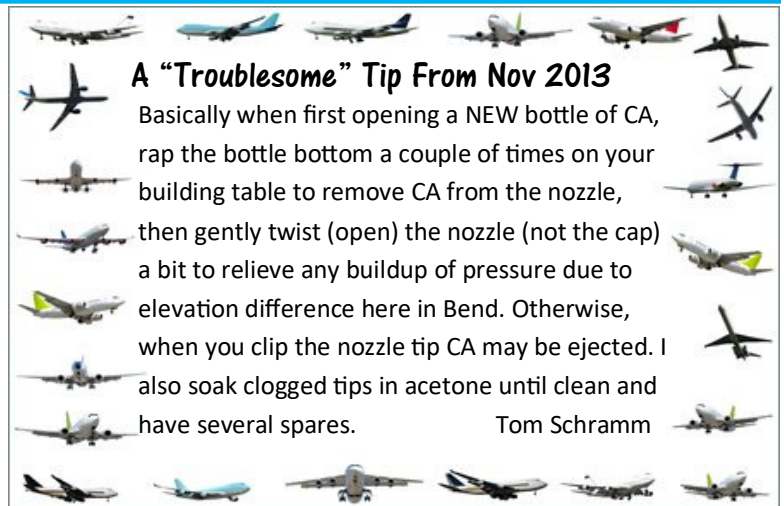 A “Troublesome” Tip From Nov 2013
Basically when first opening a NEW bottle of CA,
rap the bottle bottom a couple of times on your
building table to remove CA from the nozzle,
then gently twist (open) the nozzle (not the cap)
a bit to relieve any buildup of pressure due to
elevation difference here in Bend. Otherwise,
when you clip the nozzle tip CA may be ejected. I
also soak clogged tips in acetone until clean and
have several spares. Tom Schramm